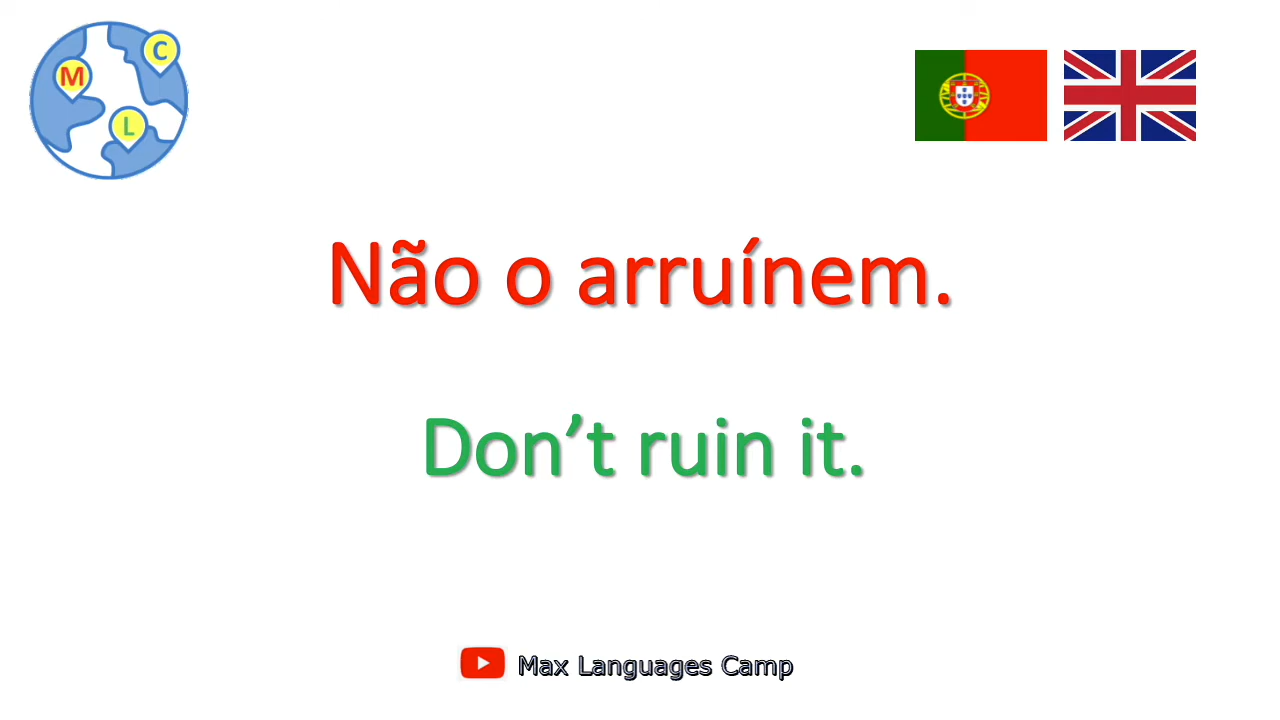 M
C
L
Não o arruínem.
Don’t ruin it.
Max Languages Camp